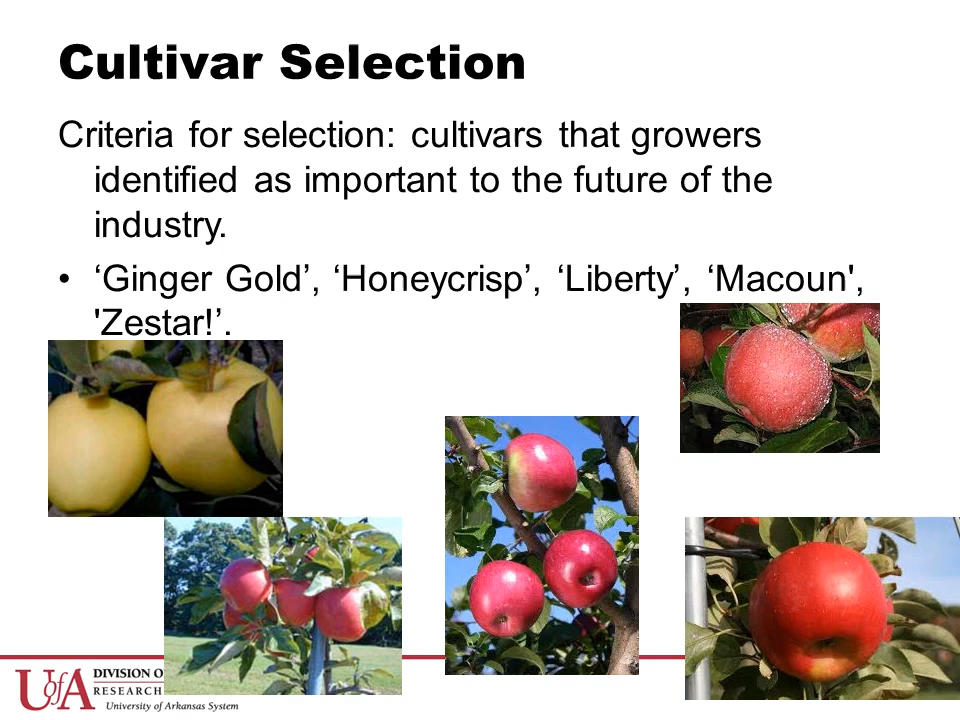 Cultivar Selection
Criteria for selection: cultivars that growers
identified as important to the future of the
industry.
• ‘Ginger Gold’, ‘Honeycrisp’, ‘Liberty’, ‘Macoun',
'Zestar!’.
UofA DIVISION O
RESEARCH
University of Arkansas System